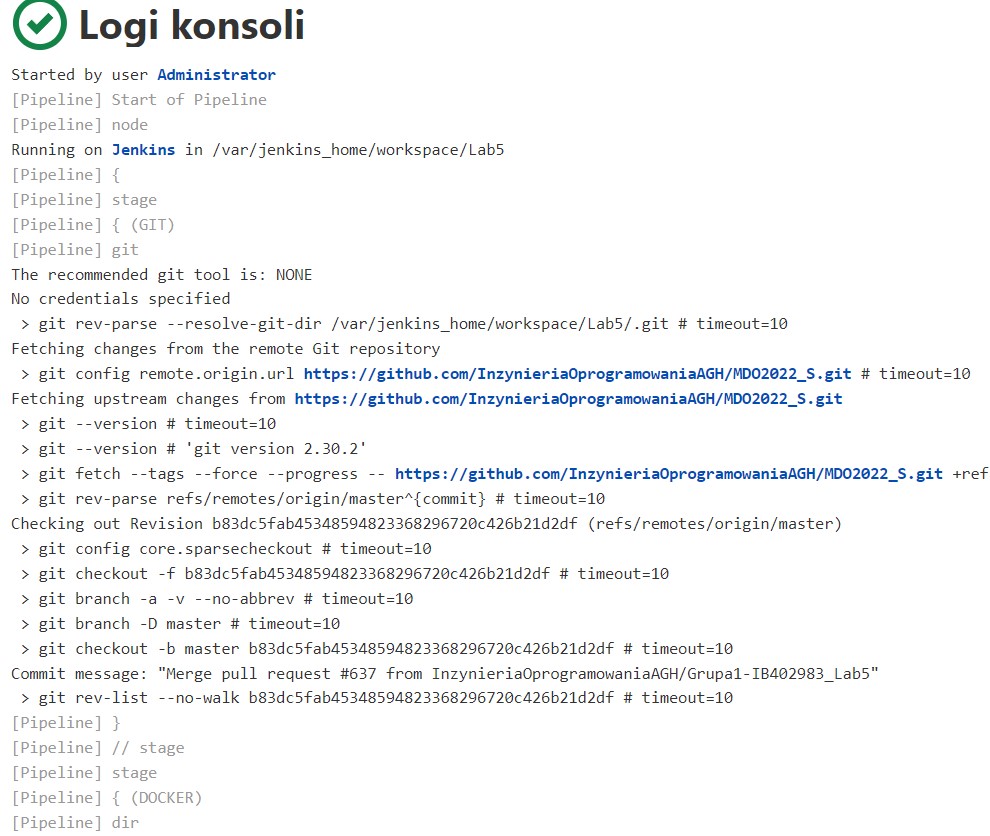 Logi konsoli
Started by user Administrator
[Pipeline] Start of Pipeline
[Pipeline] node
Running on Jenkins in /var/jenkins_home/workspace/Lab5
[Pipeline] {
[Pipeline] stage
[Pipeline] { (GIT)
[Pipeline] git
The recommended git tool is: NONE
No credentials specified
 > git rev-parse --resolve-git-dir /var/jenkins_home/workspace/Lab5/.git # timeout=10
Fetching changes from the remote Git repository
 > git config remote.origin.url https://github.com/InzynieriaOprogramowaniaAGH/MDO2022_S.git # timeout=10
Fetching upstream changes from https://github.com/InzynieriaOprogramowaniaAGH/MDO2022_S.git
 > git --version # timeout=10
 > git --version # 'git version 2.30.2'
 > git fetch --tags --force --progress -- https://github.com/InzynieriaOprogramowaniaAGH/MDO2022_S.git +ref
 > git rev-parse refs/remotes/origin/master^{commit} # timeout=10
Checking out Revision b83dc5fab45348594823368296720c426b21d2df (refs/remotes/origin/master)
 > git config core.sparsecheckout # timeout=10
 > git checkout -f b83dc5fab45348594823368296720c426b21d2df # timeout=10
 > git branch -a -v --no-abbrev # timeout=10
 > git branch -D master # timeout=10
 > git checkout -b master b83dc5fab45348594823368296720c426b21d2df # timeout=10
Commit message: "Merge pull request #637 from InzynieriaOprogramowaniaAGH/Grupa1-IB402983_Lab5"
 > git rev-list --no-walk b83dc5fab45348594823368296720c426b21d2df # timeout=10
[Pipeline] }
[Pipeline] // stage
[Pipeline] stage
[Pipeline] { (DOCKER)
[Pipeline] dir